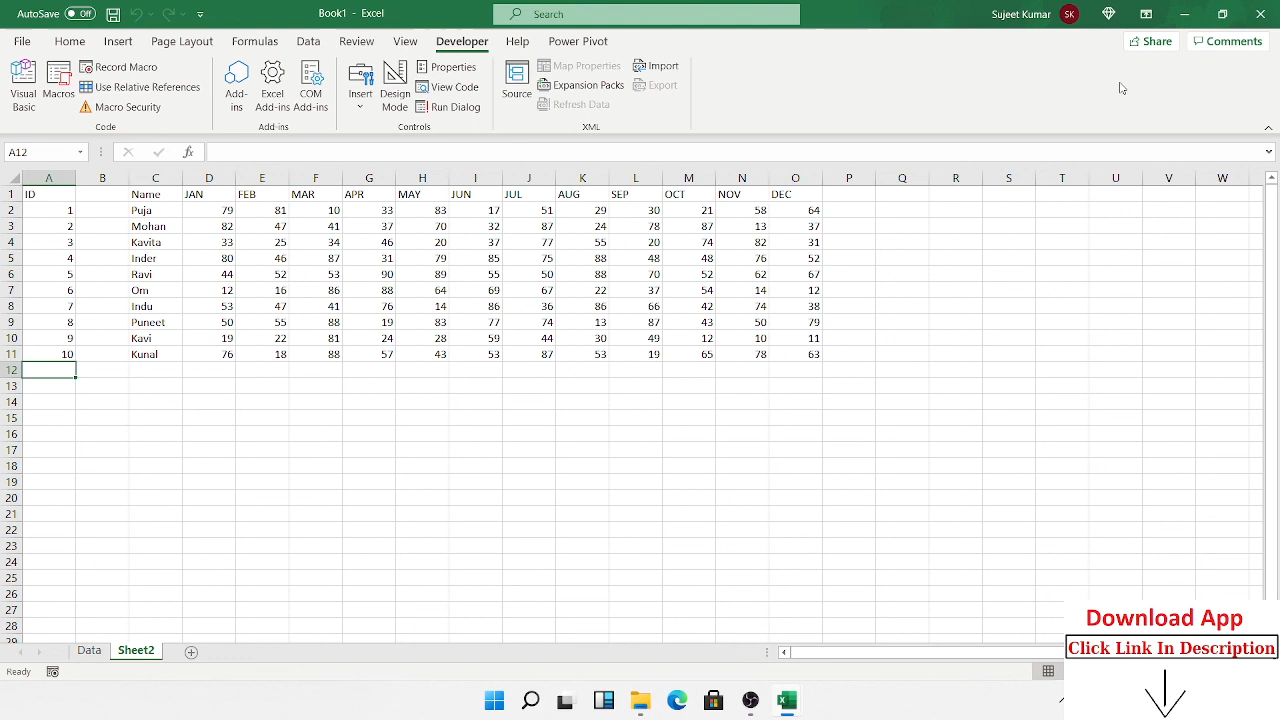 AutoSave Off Book1 - Excel Search Sujeet Kumar SK
File Home Insert Page Layout Formulas Data Review View Developer Help Power Pivot Share Comments
Visual Basic Macros Record Macro Use Relative References Macro Security
Code
Add-ins Excel Add-ins COM Add-ins
Add-ins
Insert Design Mode Properties View Code Run Dialog
Controls
Source Map Properties Expansion Packs Refresh Data Import Export
XML
A12 fx
A B C D E F G H I J K L M N O P Q R S T U V W
1 ID Name JAN FEB MAR APR MAY JUN JUL AUG SEP OCT NOV DEC
2 1 Puja 79 81 10 33 83 17 51 29 30 21 58 64
3 2 Mohan 82 47 41 37 70 32 87 24 78 87 13 37
4 3 Kavita 33 25 34 46 20 37 77 55 20 74 82 31
5 4 Inder 80 46 87 31 79 85 75 88 48 48 76 52
6 5 Ravi 44 52 53 90 89 55 50 88 70 52 62 67
7 6 Om 12 16 86 88 64 69 67 22 37 54 14 12
8 7 Indu 53 47 41 76 14 86 36 86 66 42 74 38
9 8 Puneet 50 55 88 19 83 77 74 13 87 43 50 79
10 9 Kavi 19 22 81 24 28 59 44 30 49 12 10 11
11 10 Kunal 76 18 88 57 43 53 87 53 19 65 78 63
12
13
14
15
16
17
18
19
20
21
22
23
24
25
26
27
28
29
Data Sheet2
Ready
Download App
Click Link In Description